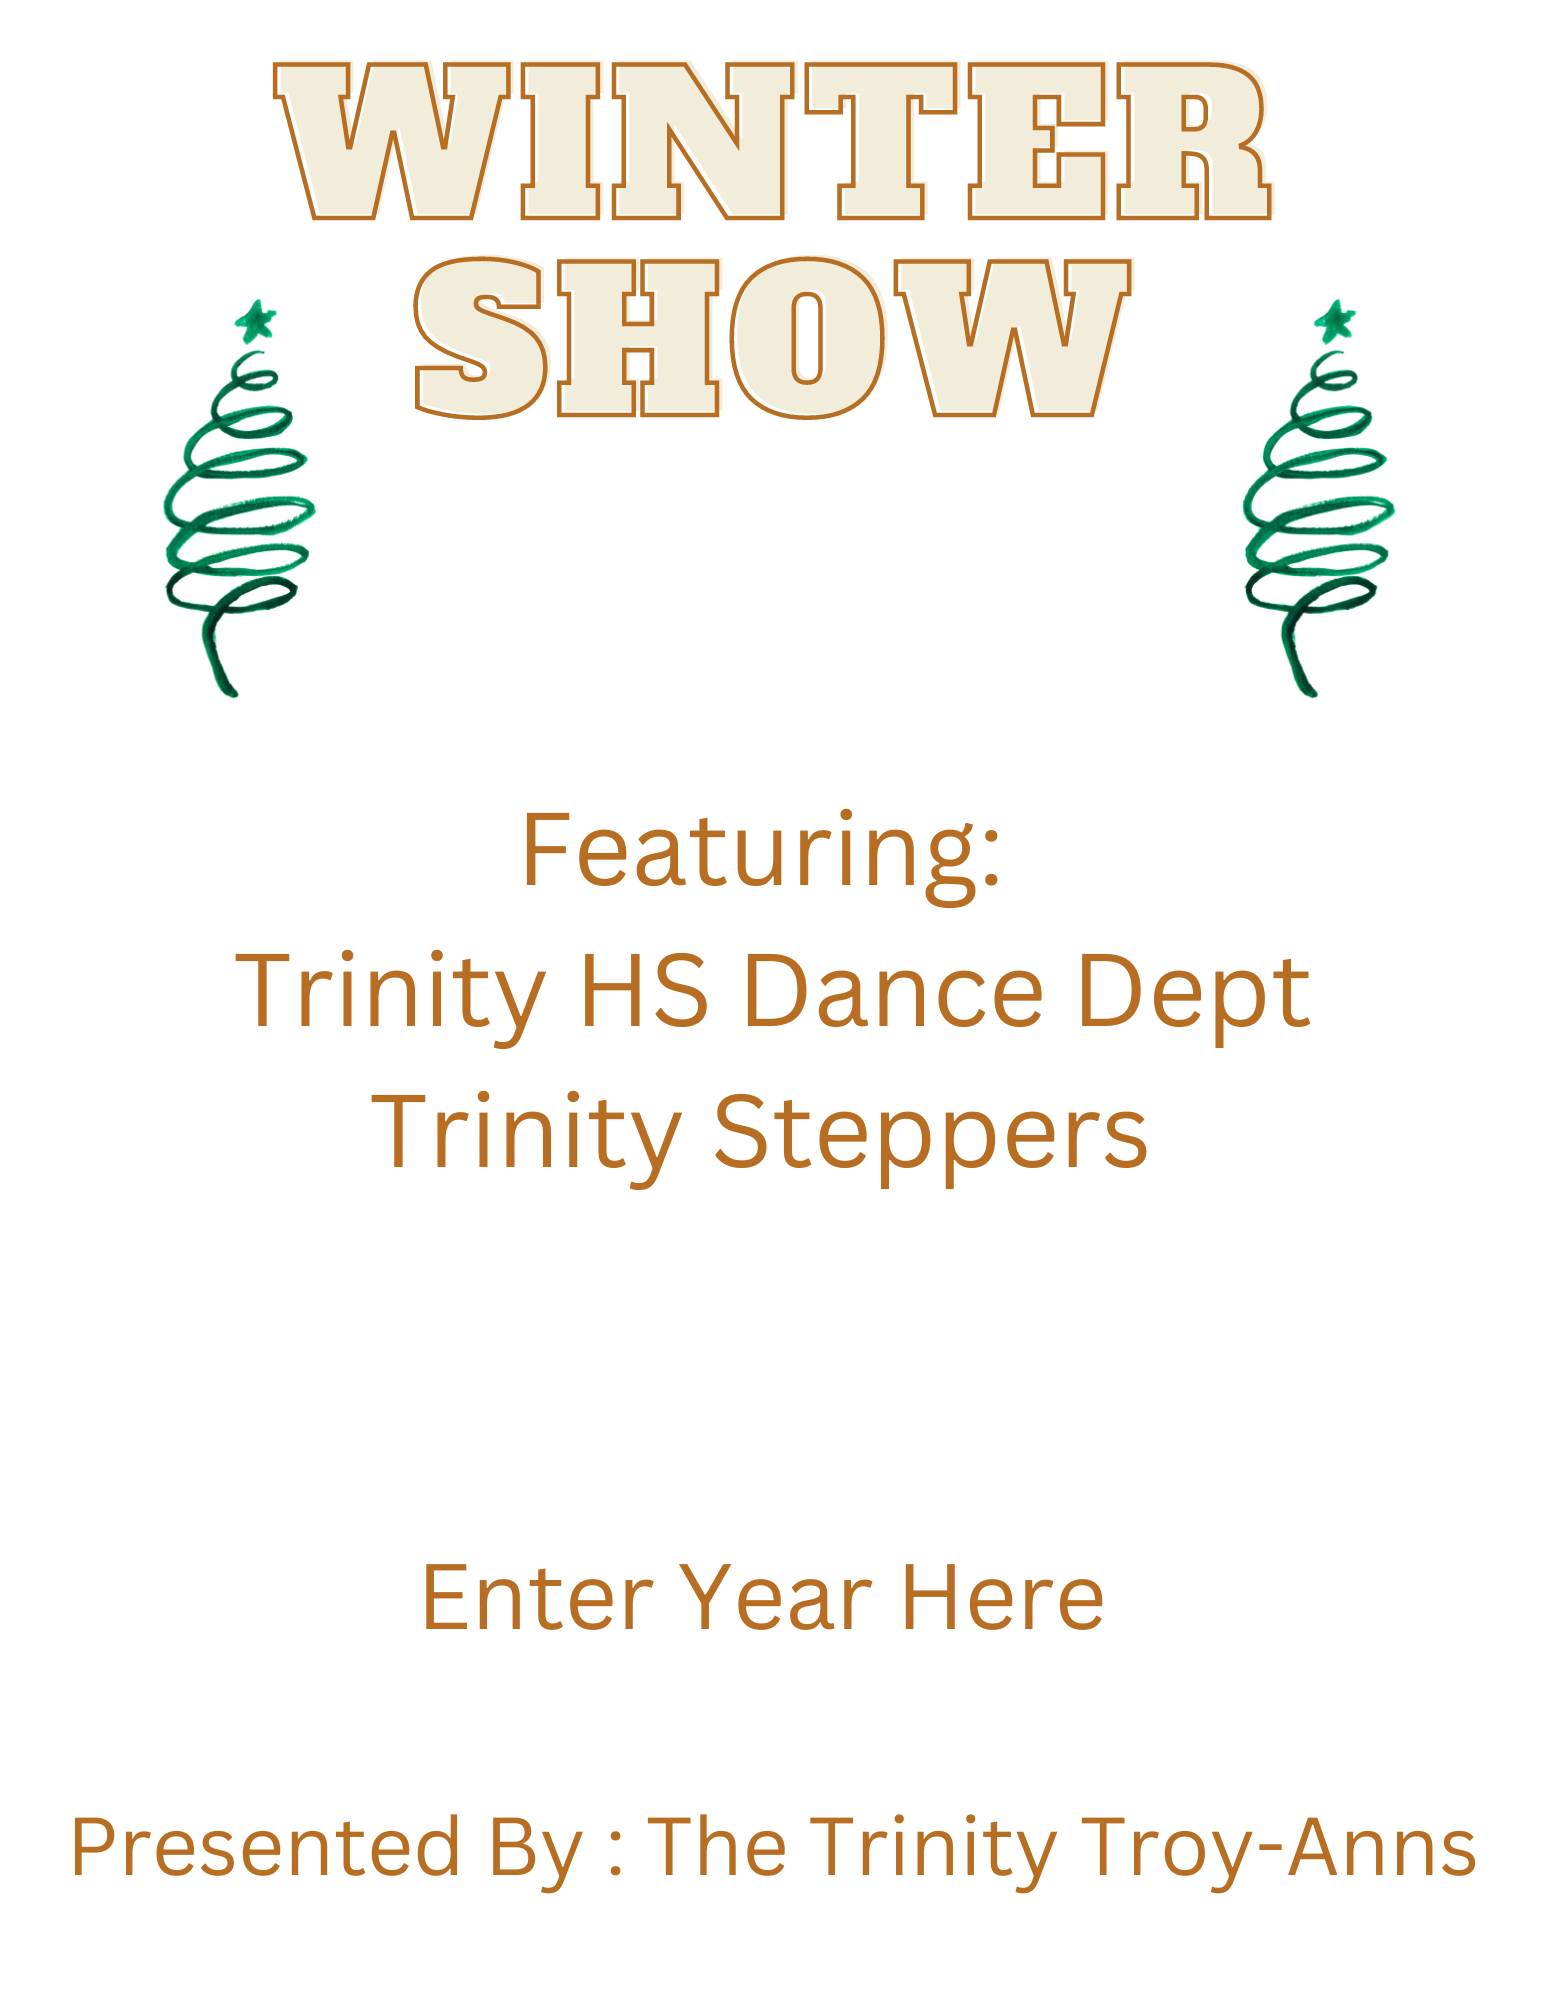 WINTER
SHOW
Featuring:
Trinity HS Dance Dept
Trinity Steppers
Enter Year Here
Presented By : The Trinity Troy-Anns